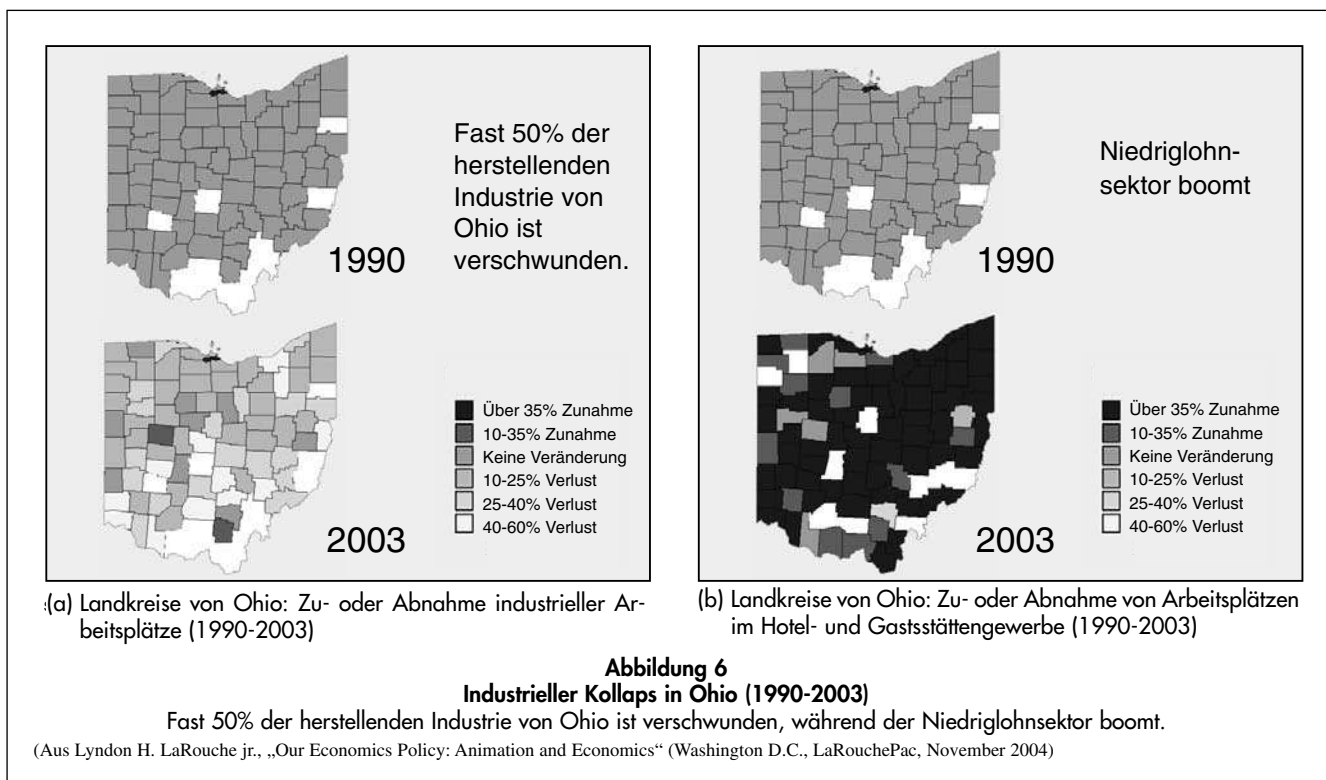 Fast 50% der
herstellenden
Industrie von
Ohio ist
verschwunden.
1990
Über 35% Zunahme
10-35% Zunahme
Keine Veränderung
10-25% Verlust
25-40% Verlust
40-60% Verlust
2003
(a) Landkreise von Ohio: Zu- oder Abnahme industrieller Ar-
beitsplätze (1990-2003)
Niedriglohn-
sektor boomt
1990
Über 35% Zunahme
10-35% Zunahme
Keine Veränderung
10-25% Verlust
25-40% Verlust
40-60% Verlust
2003
(b) Landkreise von Ohio: Zu- oder Abnahme von Arbeitsplätzen
im Hotel- und Gaststsättengewerbe (1990-2003)
Abbildung 6
Industrieller Kollaps in Ohio (1990-2003)
Fast 50% der herstellenden Industrie von Ohio ist verschwunden, während der Niedriglohnsektor boomt.
(Aus Lyndon H. LaRouche jr., „Our Economics Policy: Animation and Economics“ (Washington D.C., LaRouchePac, November 2004)